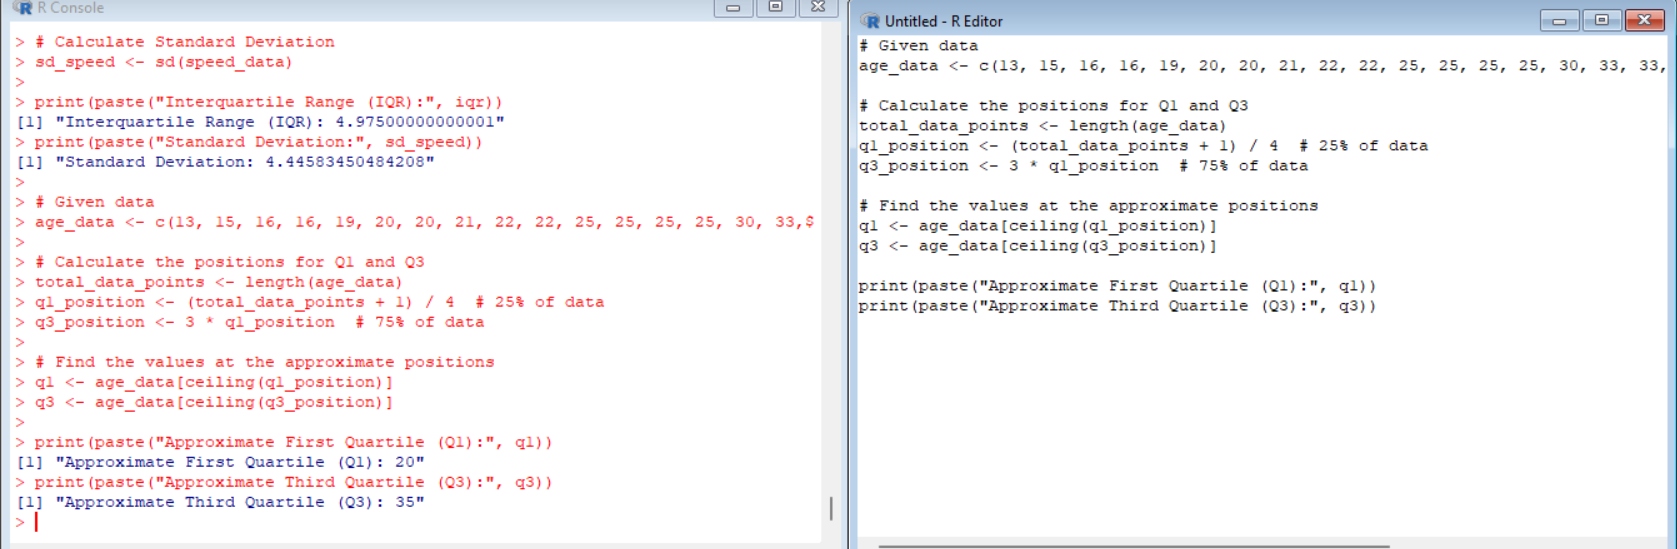 R Console
> # Calculate Standard Deviation
> sd_speed <- sd(speed_data)
>
> print(paste("Interquartile Range (IQR):", iqr))
[1] "Interquartile Range (IQR): 4.97500000000001"
> print(paste("Standard Deviation:", sd_speed))
[1] "Standard Deviation: 4.44583450484208"
>
> # Given data
> age_data <- c(13, 15, 16, 16, 19, 20, 20, 21, 22, 22, 25, 25, 25, 25, 30, 33,$
>
> # Calculate the positions for Q1 and Q3
> total_data_points <- length(age_data)
> q1_position <- (total_data_points + 1) / 4  # 25% of data
> q3_position <- 3 * q1_position  # 75% of data
>
> # Find the values at the approximate positions
> q1 <- age_data[ceiling(q1_position)]
> q3 <- age_data[ceiling(q3_position)]
>
> print(paste("Approximate First Quartile (Q1):", q1))
[1] "Approximate First Quartile (Q1): 20"
> print(paste("Approximate Third Quartile (Q3):", q3))
[1] "Approximate Third Quartile (Q3): 35"
>
Untitled - R Editor
# Given data
age_data <- c(13, 15, 16, 16, 19, 20, 20, 21, 22, 22, 25, 25, 25, 25, 30, 33, 33,
# Calculate the positions for Q1 and Q3
total_data_points <- length(age_data)
q1_position <- (total_data_points + 1) / 4  # 25% of data
q3_position <- 3 * q1_position  # 75% of data
# Find the values at the approximate positions
q1 <- age_data[ceiling(q1_position)]
q3 <- age_data[ceiling(q3_position)]
print(paste("Approximate First Quartile (Q1):", q1))
print(paste("Approximate Third Quartile (Q3):", q3))